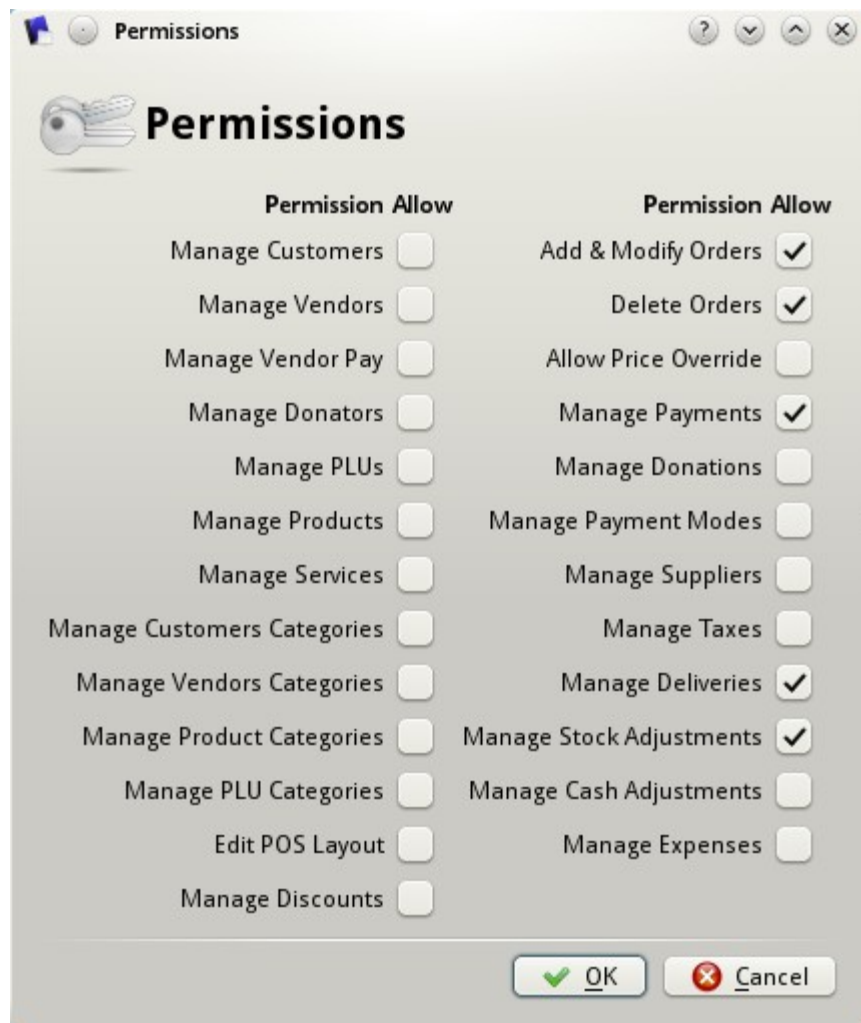 Permissions
Permissions
Permission Allow
Manage Customers
Manage Vendors
Manage Vendor Pay
Manage Donators
Manage PLUs
Manage Products
Manage Services
Manage Customers Categories
Manage Vendors Categories
Manage Product Categories
Manage PLU Categories
Edit POS Layout
Manage Discounts
Permission Allow
Add & Modify Orders
Delete Orders
Allow Price Override
Manage Payments
Manage Donations
Manage Payment Modes
Manage Suppliers
Manage Taxes
Manage Deliveries
Manage Stock Adjustments
Manage Cash Adjustments
Manage Expenses
OK
Cancel